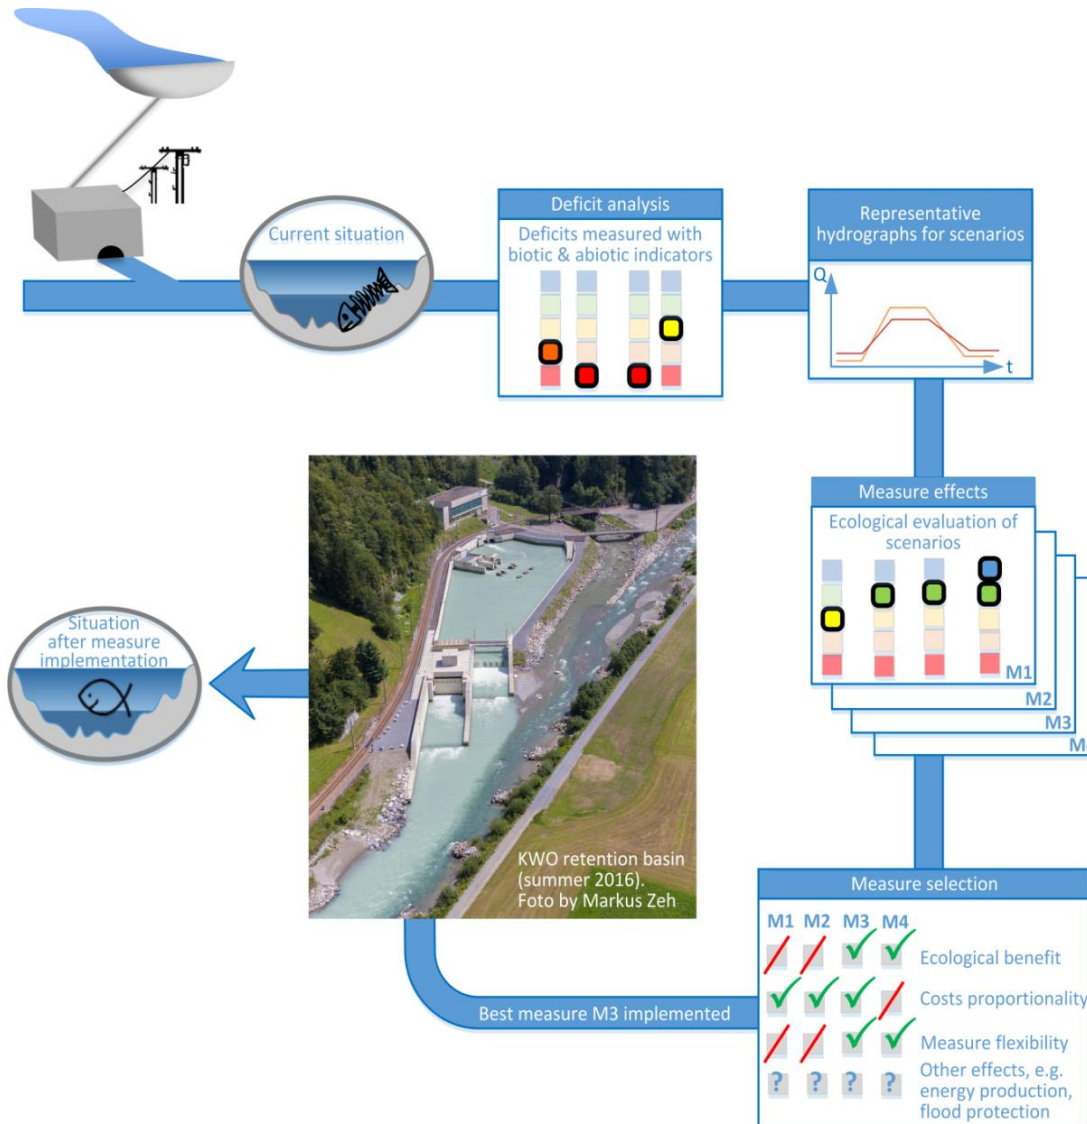 Current situation
Deficit analysis
Deficits measured with
biotic & abiotic indicators
Representative
hydrographs for scenarios
Q
t
Measure effects
Ecological evaluation of
scenarios
M1
M2
M3
Situation
after measure
implementation
KWO retention basin
(summer 2016).
Foto by Markus Zeh
Measure selection
M1 M2 M3 M4
Ecological benefit
Costs proportionality
Measure flexibility
? ? ? ?
Other effects, e.g.
energy production,
flood protection
Best measure M3 implemented